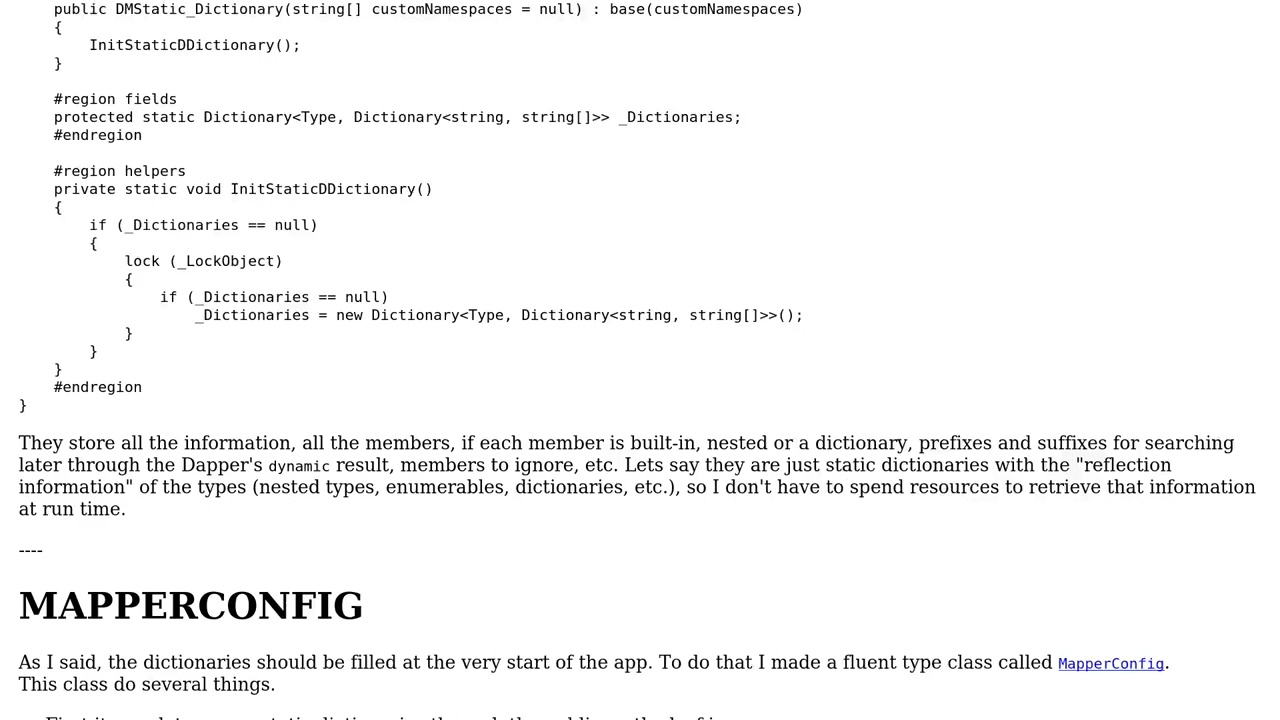 public DMStatic_Dictionary(string[] customNamespaces = null) : base(customNamespaces)
{
InitStaticDDictionary();
}
#region fields
protected static Dictionary<Type, Dictionary<string, string[]>> _Dictionaries;
#endregion
#region helpers
private static void InitStaticDDictionary()
{
if (_Dictionaries == null)
{
lock (_LockObject)
{
if (_Dictionaries == null)
_Dictionaries = new Dictionary<Type, Dictionary<string, string[]>>();
}
}
}
#endregion
}
They store all the information, all the members, if each member is built-in, nested or a dictionary, prefixes and suffixes for searching
later through the Dapper's dynamic result, members to ignore, etc. Lets say they are just static dictionaries with the "reflection
information" of the types (nested types, enumerables, dictionaries, etc.), so I don't have to spend resources to retrieve that information
at run time.
----
MAPPERCONFIG
As I said, the dictionaries should be filled at the very start of the app. To do that I made a fluent type class called MapperConfig.
This class do several things.